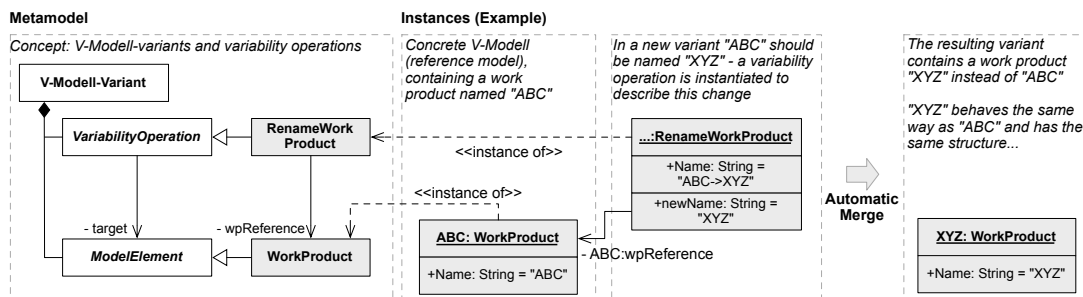 Metamodel
Concept: V-Modell-variants and variability operations
V-Modell-Variant
VariabilityOperation
RenameWork
Product
- target
- wpReference
ModelElement
WorkProduct
Instances (Example)
Concrete V-Modell
(reference model),
containing a work
product named "ABC"
In a new variant "ABC" should
be named "XYZ" - a variability
operation is instantiated to
describe this change
<<instance of>>
<<instance of>>
...:RenameWorkProduct
+Name: String =
"ABC->XYZ"
+newName: String =
"XYZ"
ABC: WorkProduct
+Name: String = "ABC"
- ABC:wpReference
Automatic
Merge
The resulting variant
contains a work product
"XYZ" instead of "ABC"
"XYZ" behaves the same
way as "ABC" and has the
same structure...
XYZ: WorkProduct
+Name: String = "XYZ"